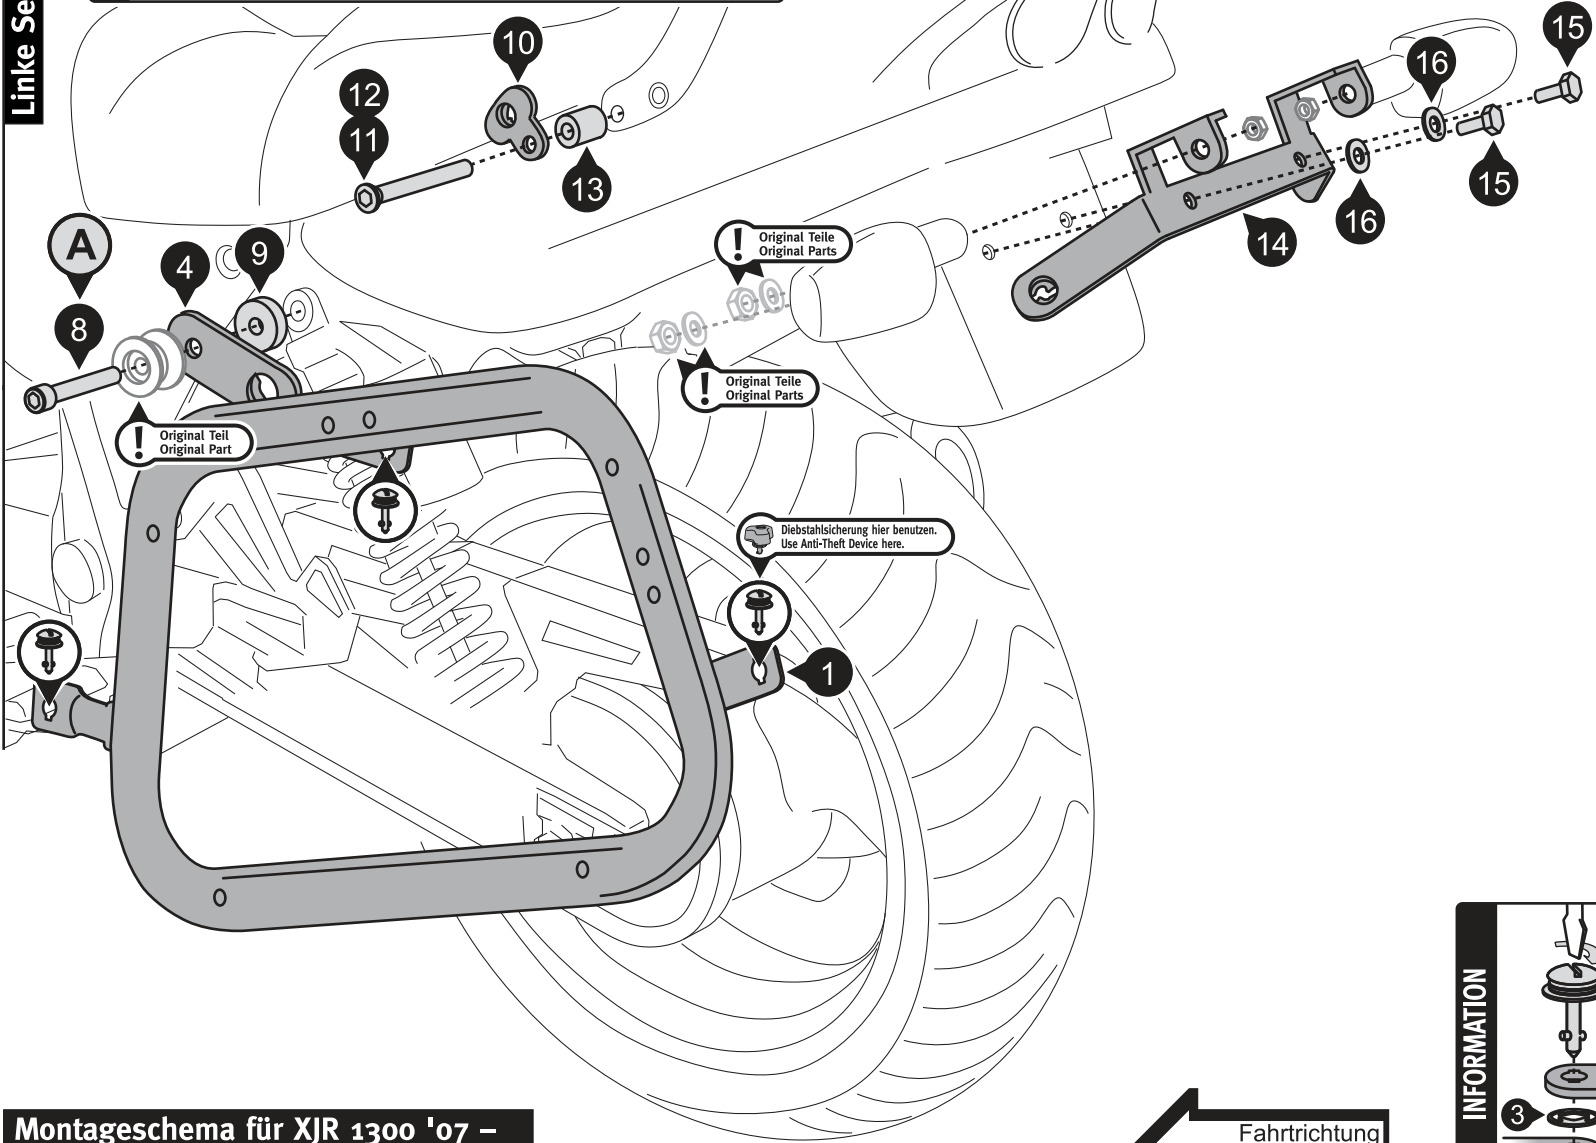 Linke Se
10
15
12
16
11
13
15
16
14
A
4
9
8
! Original Teile
Original Parts
! Original Teile
Original Parts
! Original Teil
Original Part
Diebstahlsicherung hier benutzen.
Use Anti-Theft Device here.
1
INFORMATION
3
Montageschema für XJR 1300 '07 –
Fahrtrichtung